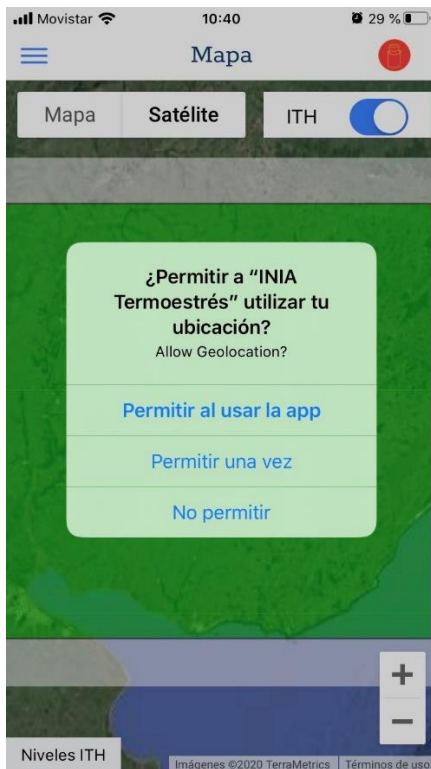 Movistar 10:40 29 %
Mapa
Mapa Satélite ITH
¿Permitir a “INIA
Termoestrés” utilizar tu
ubicación?
Allow Geolocation?
Permitir al usar la app
Permitir una vez
No permitir
+
−
Niveles ITH
Imágenes ©2020 TerraMetrics Términos de uso